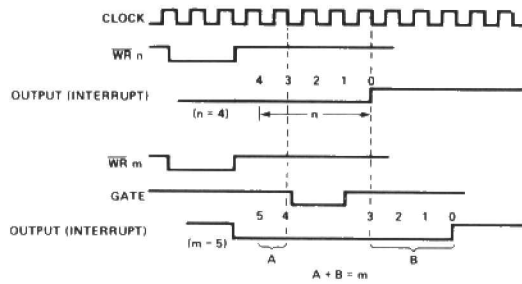 CLOCK
WR n
4 3 2 1 0
OUTPUT (INTERRUPT)
(n = 4) n
WR m
GATE
5 4 3 2 1 0
OUTPUT (INTERRUPT)
(m - 5)
A B
A + B = m